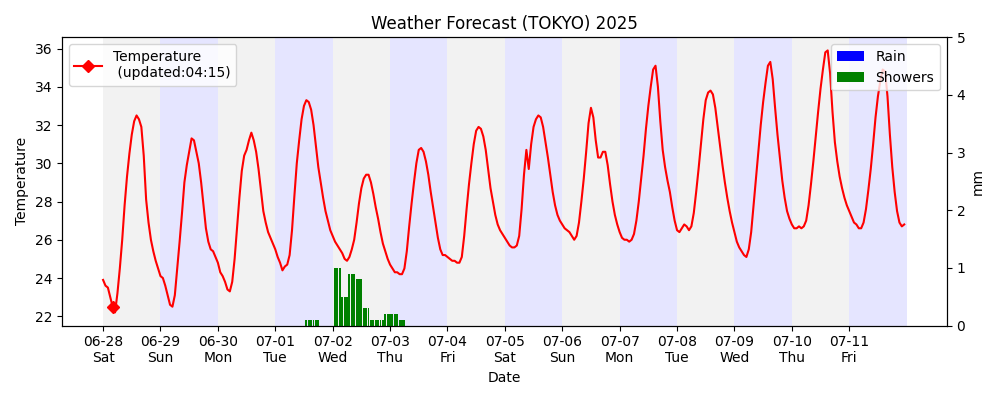 Weather Forecast (TOKYO) 2025
Temperature
(updated:04:15)
Rain
Showers
Temperature
36
34
32
30
28
26
24
22
5
4
3
2
1
0
mm
06-28 06-29 06-30 07-01 07-02 07-03 07-04 07-05 07-06 07-07 07-08 07-09 07-10 07-11
Sat Sun Mon Tue Wed Thu Fri Sat Sun Mon Tue Wed Thu Fri
Date